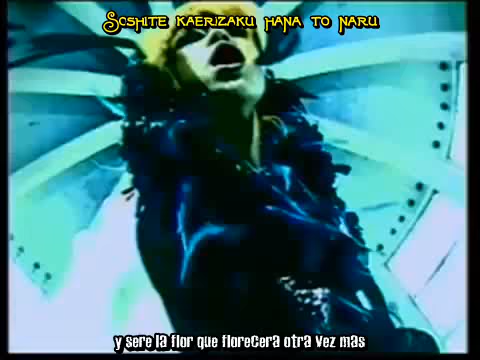 Scshite kaerizaku hana to naru
y sere la flor que florecera otra vez mas